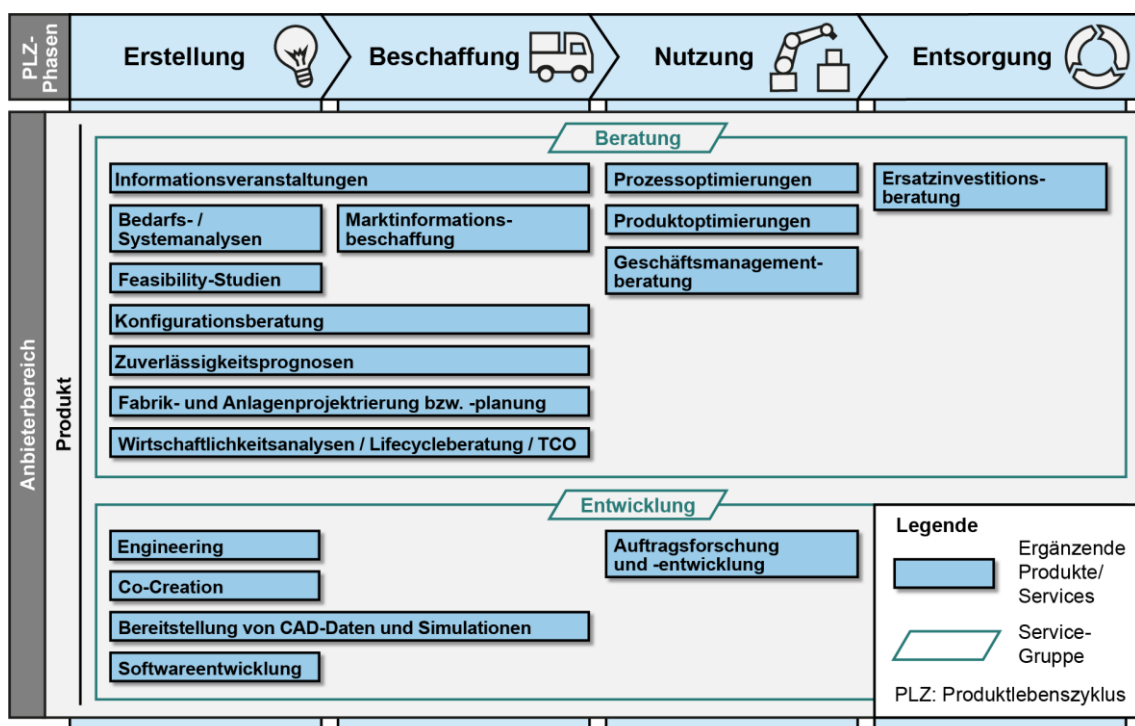 PLZ-
Phasen
Erstellung
Beschaffung
Nutzung
Entsorgung
Anbieterbereich
Produkt
Beratung
Informationsveranstaltungen
Prozessoptimierungen
Ersatzinvestitions-
beratung
Bedarfs- /
Systemanalysen
Marktinformations-
beschaffung
Produktoptimierungen
Feasibility-Studien
Geschäftsmanagement-
beratung
Konfigurationsberatung
Zuverlässigkeitsprognosen
Fabrik- und Anlagenprojektrierung bzw. -planung
Wirtschaftlichkeitsanalysen / Lifecycleberatung / TCO
Entwicklung
Engineering
Auftragsforschung
und -entwicklung
Co-Creation
Bereitstellung von CAD-Daten und Simulationen
Softwareentwicklung
Legende
Ergänzende
Produkte/
Services
Service-
Gruppe
PLZ: Produktlebenszyklus